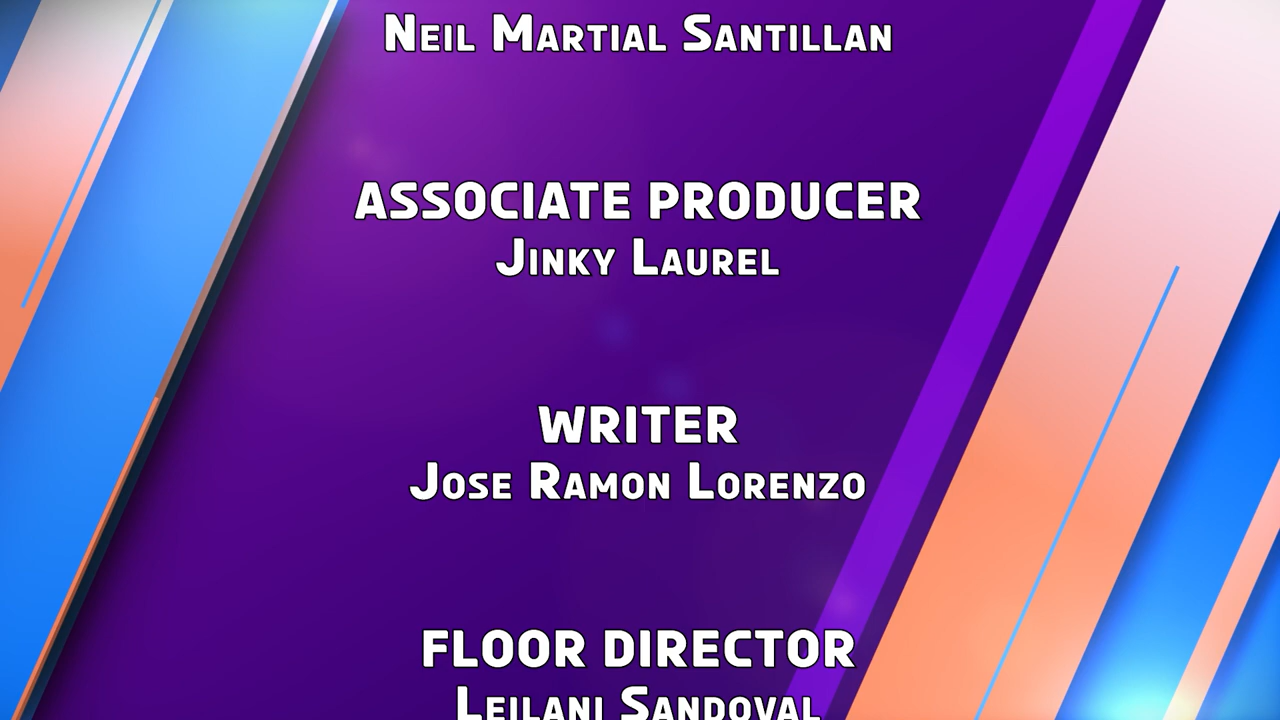 Neil Martial Santillan
ASSOCIATE PRODUCER
Jinky Laurel
WRITER
Jose Ramon Lorenzo
FLOOR DIRECTOR
Leilani Sandoval